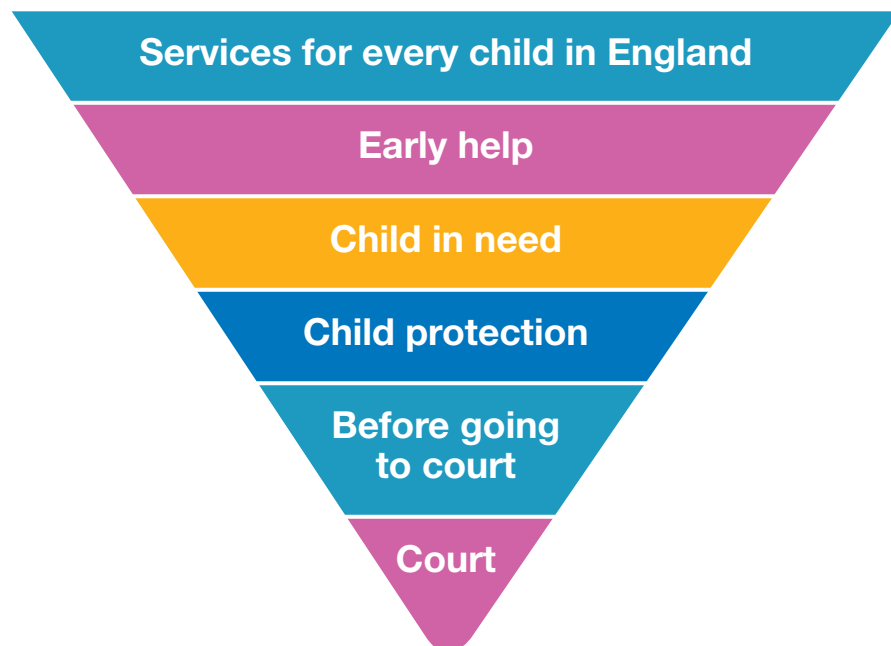 Services for every child in England
Early help
Child in need
Child protection
Before going
to court
Court